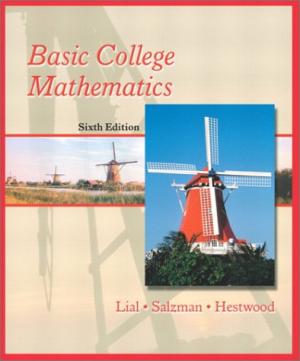 Basic College
Mathematics
Sixth Edition
Lial • Salzman • Hestwood